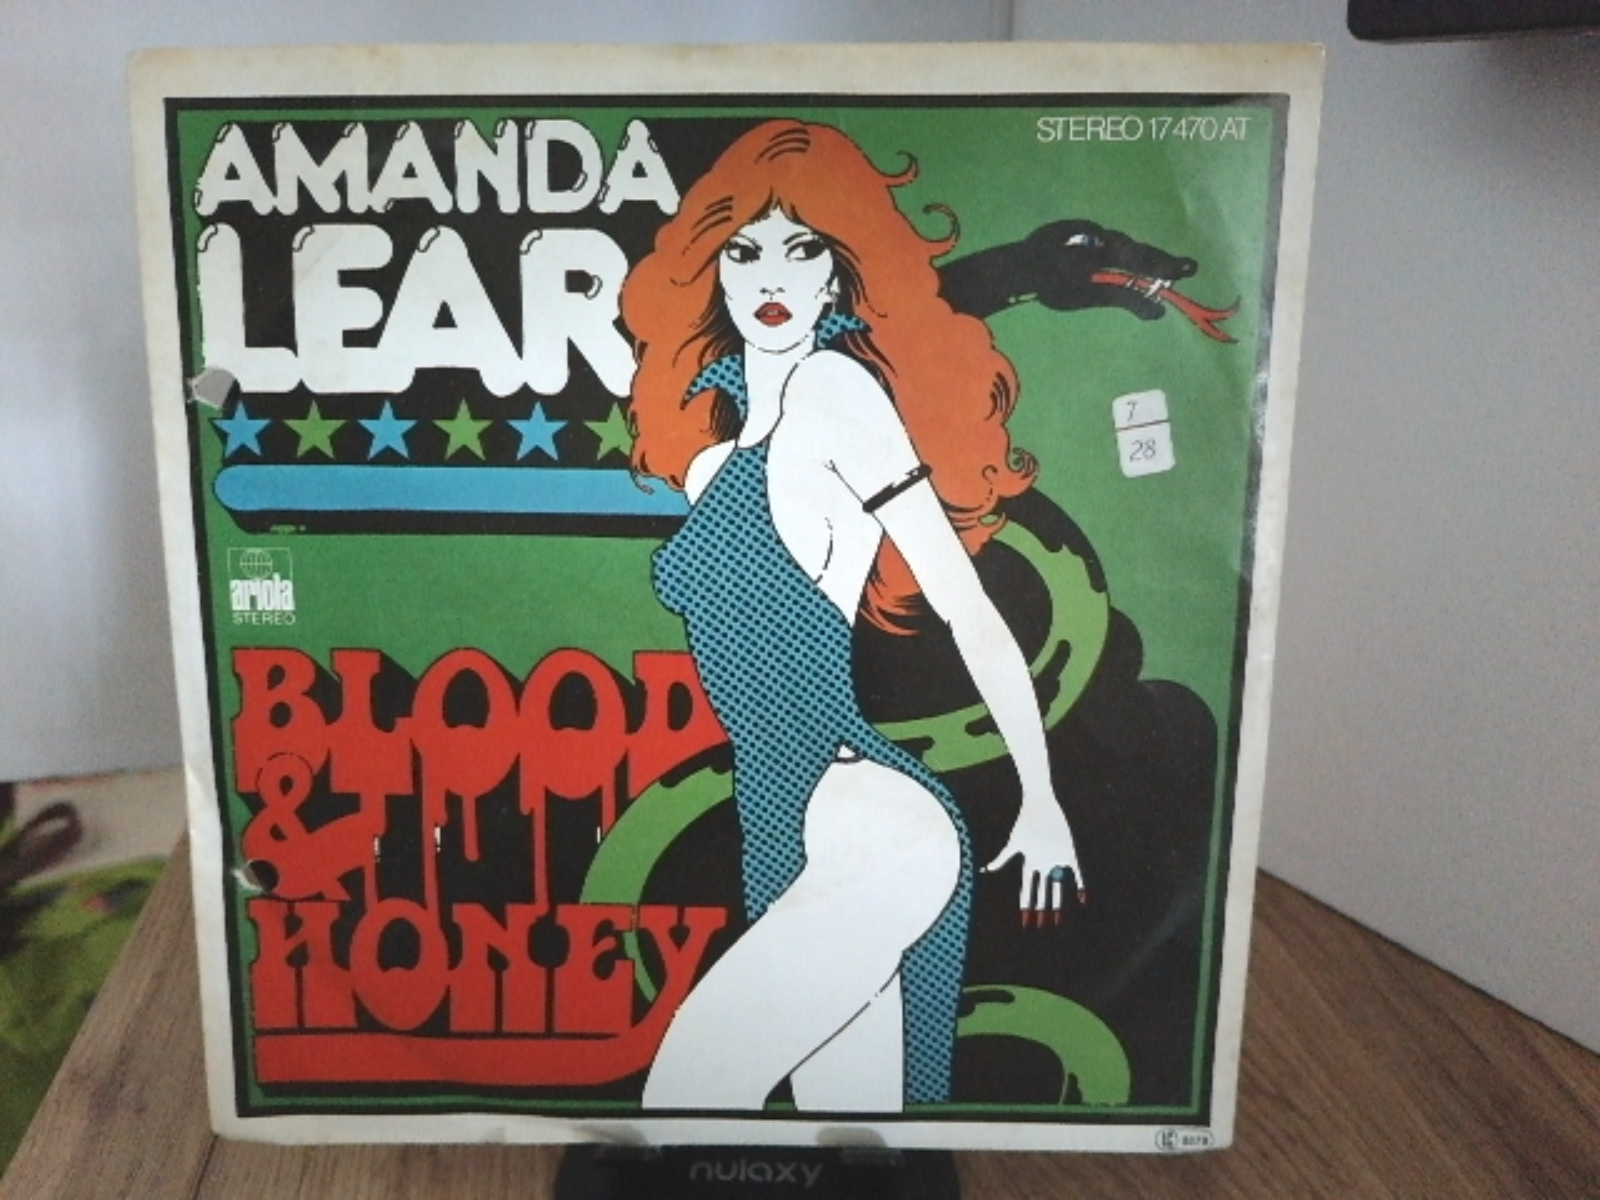 AMANDA
LEAR
STEREO 17 470 AT
7
28
ariola
STEREO
BLOOD
&
HONEY
nulaxy